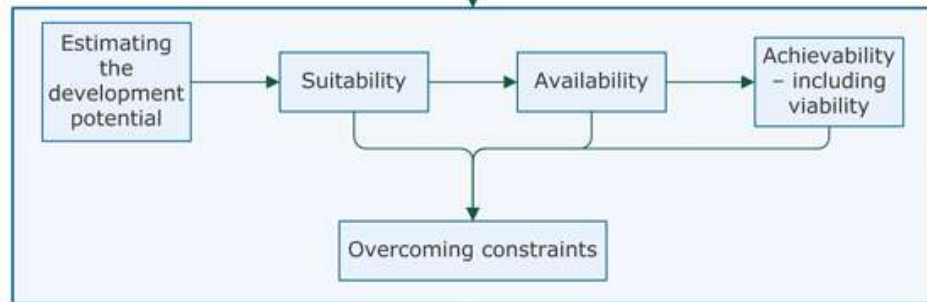 Estimating
the
development
potential
Suitability
Availability
Achievability
– including
viability
Overcoming constraints